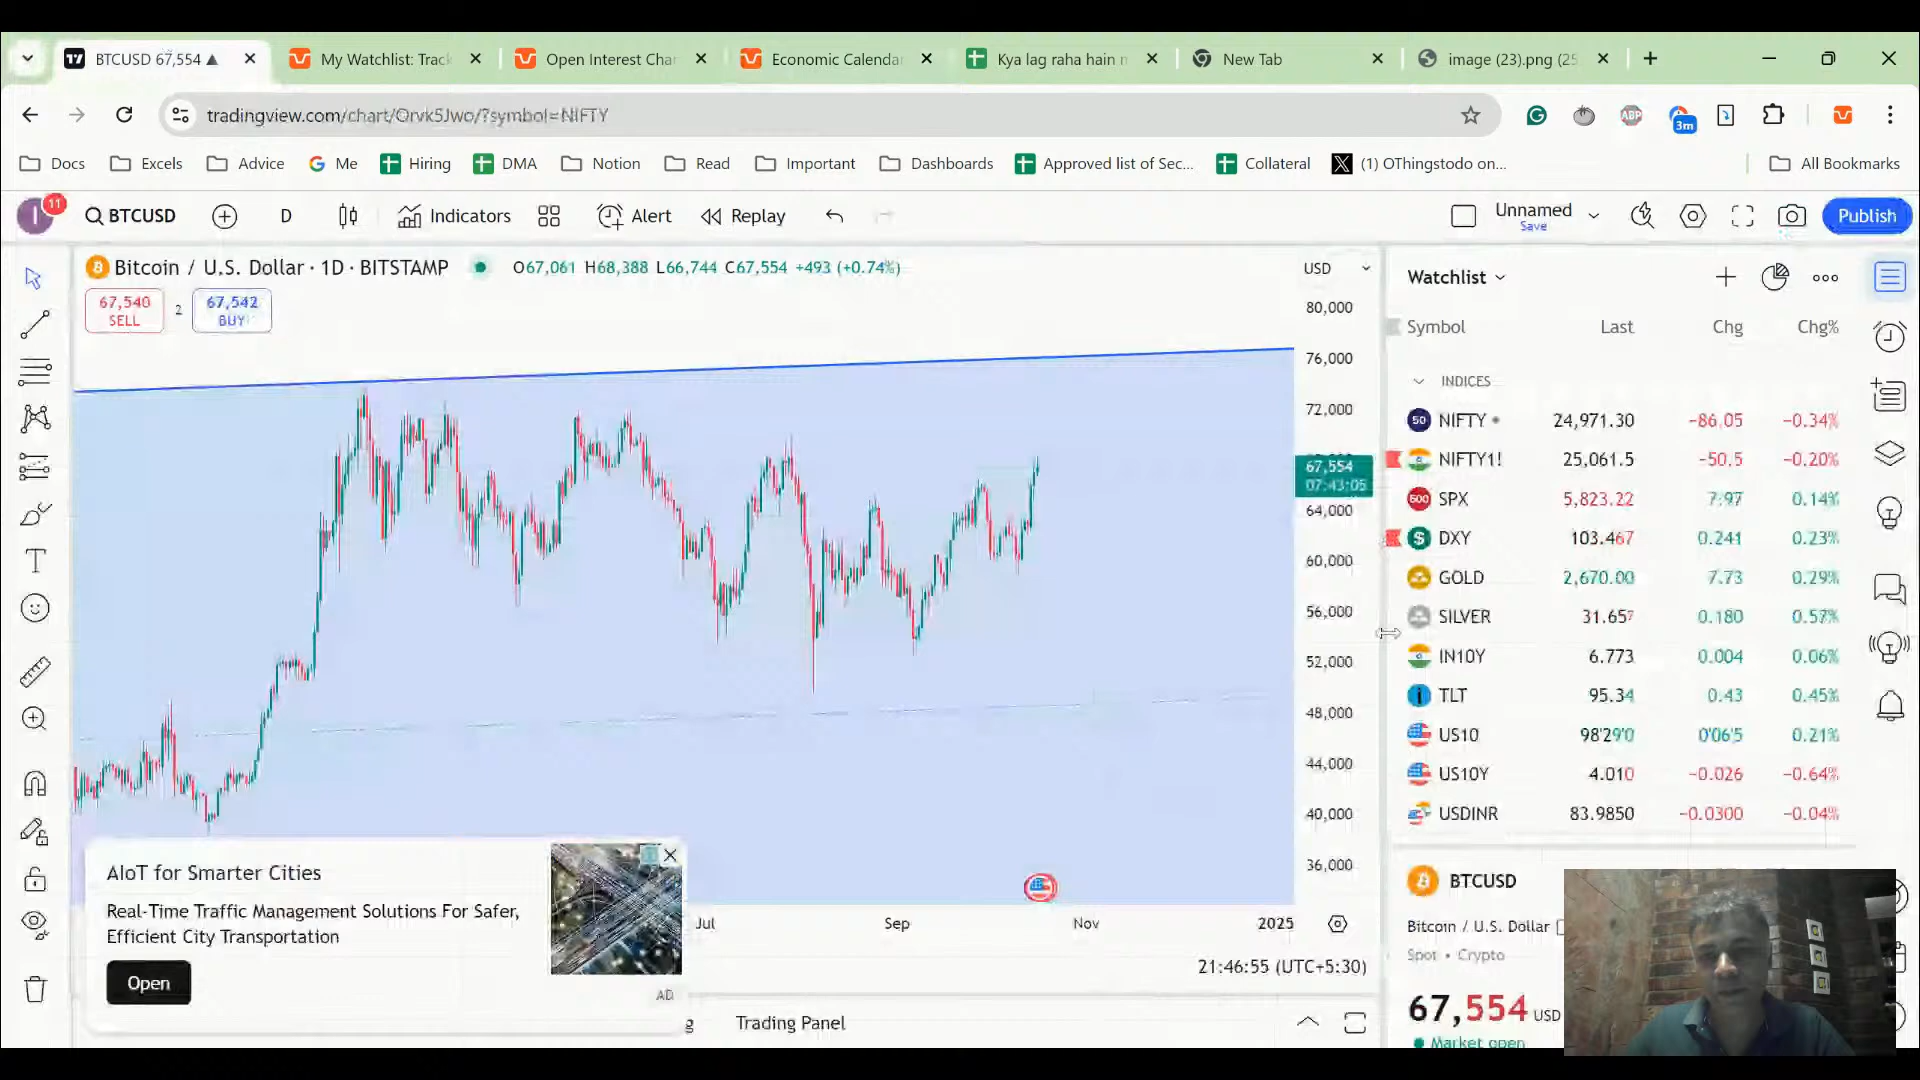 BTCUSD 67,554 ▲
My Watchlist: Track
Open Interest Char
Economic Calendar
Kya lag raha hain m
New Tab
image (23).png (25
tradingview.com/chart/Qrvk5Jwo/?symbol=NIFTY
ABP
3m
Docs
Excels
Advice
Me
Hiring
DMA
Notion
Read
Important
Dashboards
Approved list of Sec...
Collateral
(1) OThingstodo on...
All Bookmarks
I
11
BTCUSD
D
Indicators
Alert
Replay
Unnamed
Save
Publish
Bitcoin / U.S. Dollar · 1D · BITSTAMP
O67,061 H68,388 L66,744 C67,554 +493 (+0.74%)
67,540
SELL
2
67,542
BUY
USD
80,000
76,000
72,000
67,554
07:43:05
64,000
60,000
56,000
52,000
48,000
44,000
40,000
36,000
Jul
Sep
Nov
2025
21:46:55 (UTC+5:30)
Trading Panel
AIoT for Smarter Cities
Real-Time Traffic Management Solutions For Safer,
Efficient City Transportation
Open
AD
Watchlist
Symbol Last Chg Chg%
INDICES
50 NIFTY 24,971.30 −86.05 −0.34%
NIFTY1! 25,061.5 −50.5 −0.20%
500 SPX 5,823.22 7.97 0.14%
$ DXY 103.467 0.241 0.23%
GOLD 2,670.00 7.73 0.29%
SILVER 31.657 0.180 0.57%
IN10Y 6.773 0.004 0.06%
TLT 95.34 0.43 0.45%
US10 98'29'0 0'06'5 0.21%
US10Y 4.010 −0.026 −0.64%
USDINR 83.9850 −0.0300 −0.04%
BTCUSD
Bitcoin / U.S. Dollar
Spot • Crypto
67,554 USD
Market open